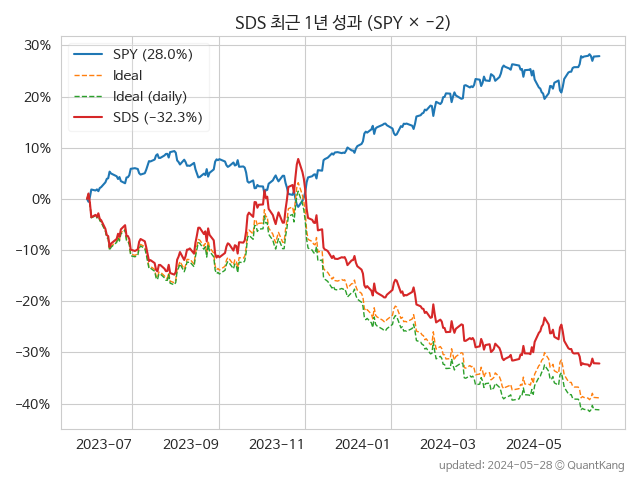 SDS 최근 1년 성과 (SPY × −2)
30%
20%
10%
0%
−10%
−20%
−30%
−40%
SPY (28.0%)
Ideal
Ideal (daily)
SDS (−32.3%)
2023−07
2023−09
2023−11
2024−01
2024−03
2024−05
updated: 2024−05−28 ⓒ QuantKang